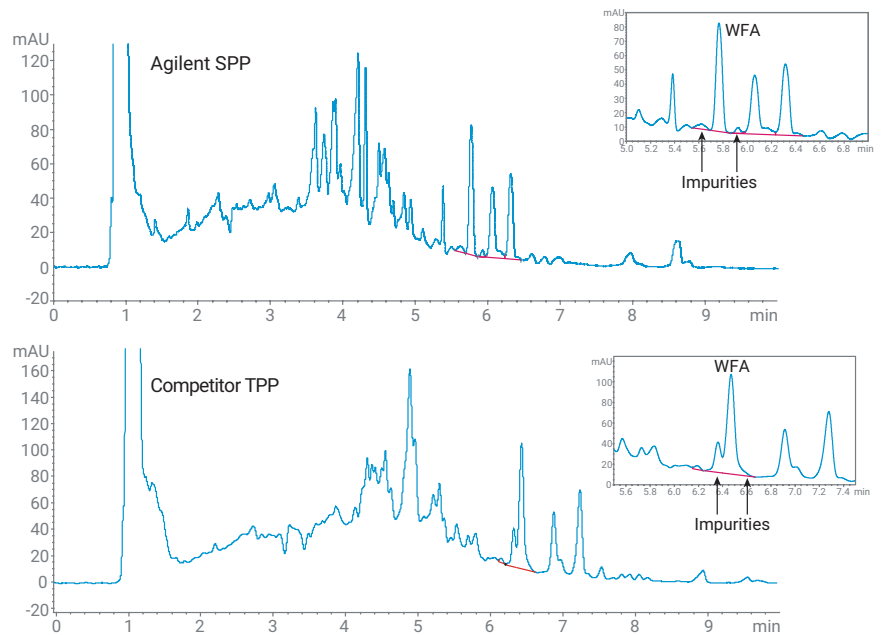 mAU
120
100
80
60
40
20
0
-20
Agilent SPP
0 1 2 3 4 5 6 7 8 9 min
mAU
80
70
60
50
40
30
20
10
0
WFA
5.0 5.2 5.4 5.6 5.8 6.0 6.2 6.4 6.6 6.8 min
Impurities
mAU
160
140
120
100
80
60
40
20
0
-20
Competitor TPP
0 1 2 3 4 5 6 7 8 9 min
mAU
100
80
60
40
20
0
WFA
5.6 5.8 6.0 6.2 6.4 6.6 6.8 7.0 7.2 7.4 min
Impurities